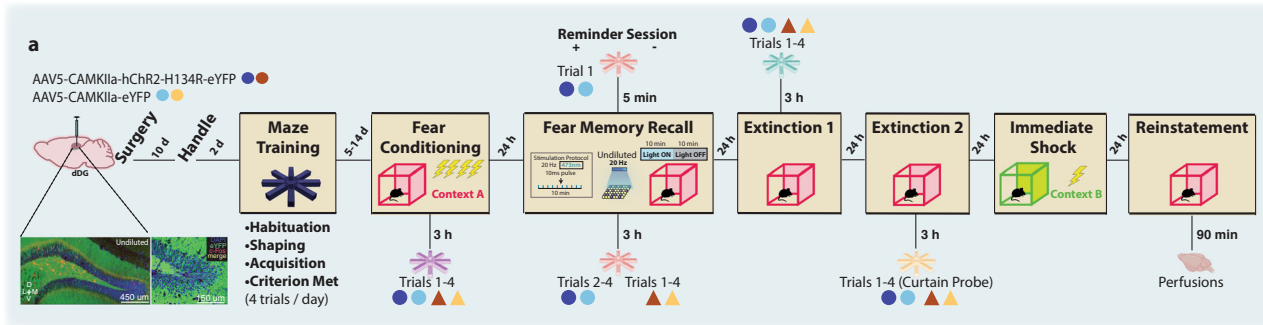 a
AAV5-CAMKIIa-hChR2-H134R-eYFP
AAV5-CAMKIIa-eYFP
dDG
Surgery
10 d
Handle
2 d
Maze
Training
•Habituation
•Shaping
•Acquisition
•Criterion Met
(4 trials / day)
Undiluted
D
L M
V
450 um
DAPI
eYFP
c-Fos
merge
150 um
5-14 d
Fear
Conditioning
Context A
3 h
Trials 1-4
24 h
Reminder Session
+ -
Trial 1
5 min
Fear Memory Recall
Stimulation Protocol
20 Hz 473nm
10ms pulse
10 min
Undiluted
20 Hz
10 min 10 min
Light ON Light OFF
3 h
Trials 2-4 Trials 1-4
24 h
Trials 1-4
3 h
Extinction 1
24 h
Extinction 2
3 h
Trials 1-4 (Curtain Probe)
24 h
Immediate
Shock
Context B
24 h
Reinstatement
90 min
Perfusions